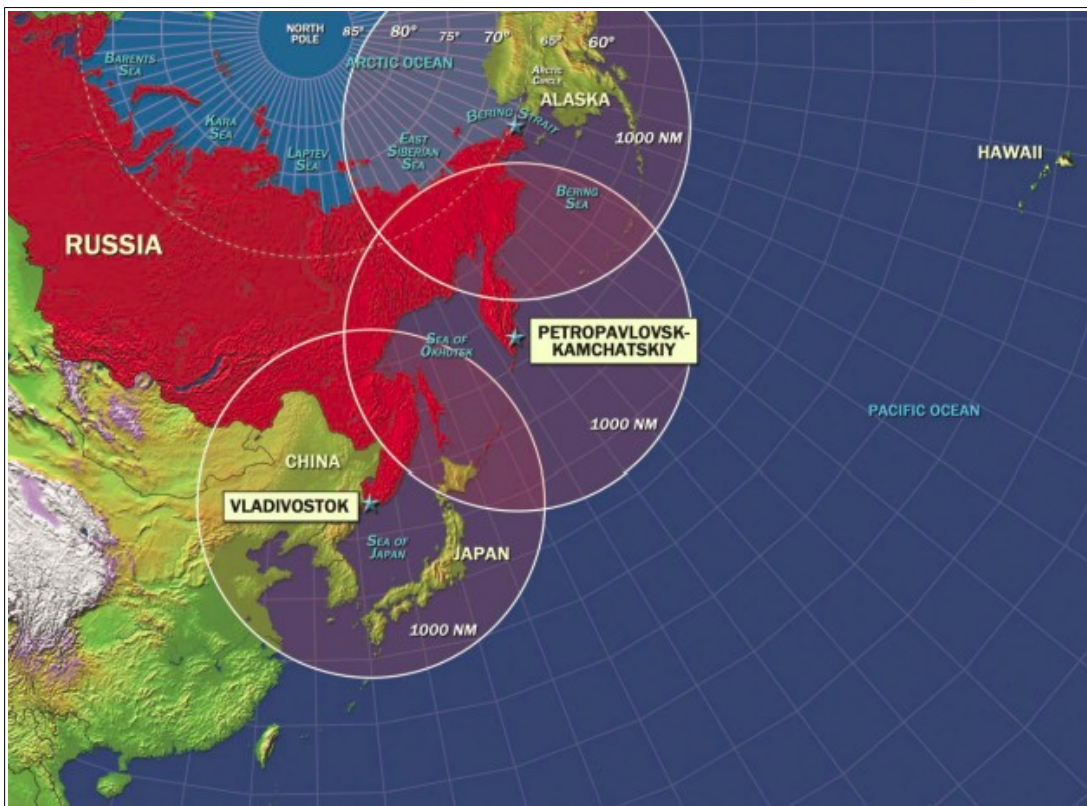 NORTH
POLE
85° 80° 75° 70° 65° 60°
BARENTS
SEA
ARCTIC OCEAN
ARCTIC
CIRCLE
ALASKA
KARA
SEA
BERING STRAIT
1000 NM
LAPTEV
SEA
EAST
SIBERIAN
SEA
HAWAII
BERING
SEA
RUSSIA
SEA OF
OKHOTSK
PETROPAVLOVSK-
KAMCHATSKIY
PACIFIC OCEAN
1000 NM
CHINA
VLADIVOSTOK
SEA OF
JAPAN
JAPAN
1000 NM